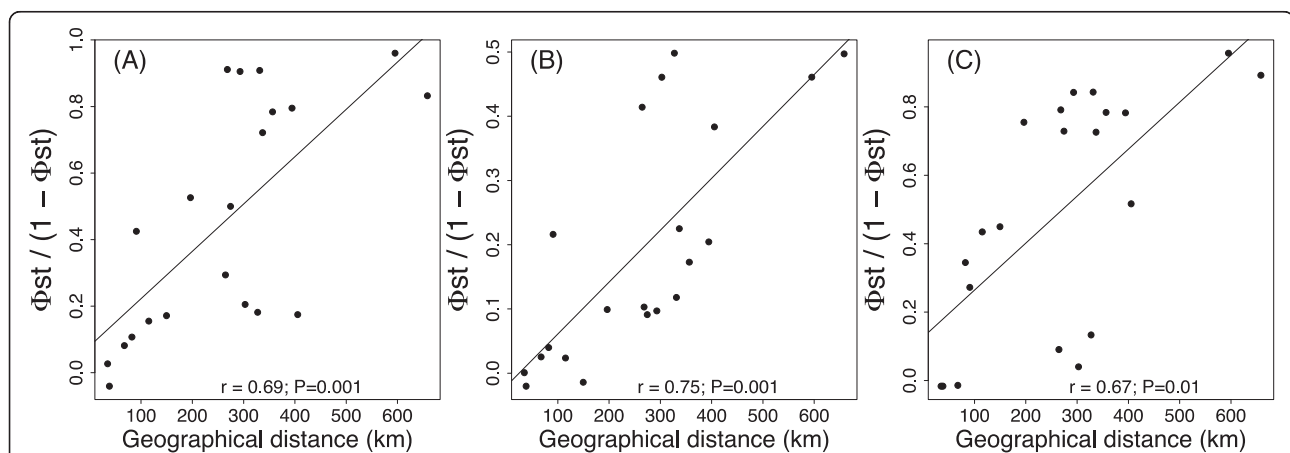 (A)
Φst / (1 − Φst)
0.0
0.2
0.4
0.6
0.8
1.0
r = 0.69; P=0.001
100 200 300 400 500 600
Geographical distance (km)
(B)
Φst / (1 − Φst)
0.0
0.1
0.2
0.3
0.4
0.5
r = 0.75; P=0.001
100 200 300 400 500 600
Geographical distance (km)
(C)
Φst / (1 − Φst)
0.0
0.2
0.4
0.6
0.8
r = 0.67; P=0.01
100 200 300 400 500 600
Geographical distance (km)